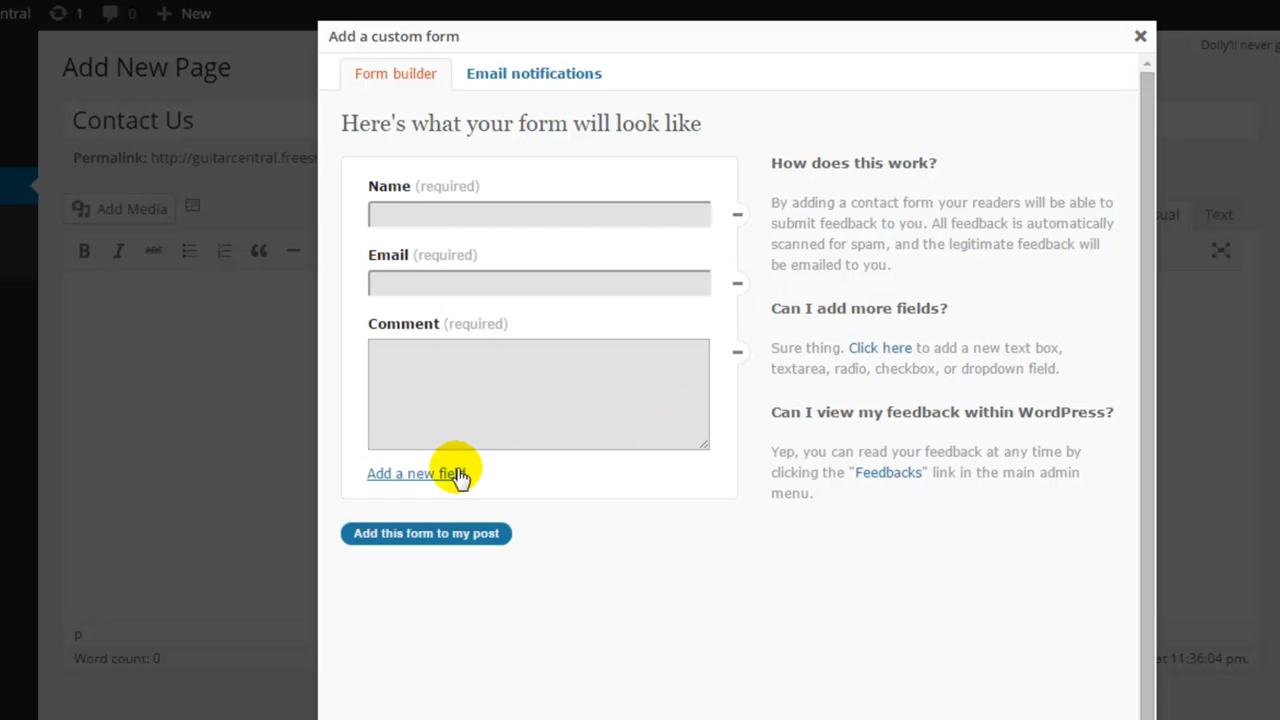 ntral 1 0 New
Dolly'll never
Add New Page
Contact Us
Permalink: http://guitarcentral.frees
Add Media
B I ABC
p
Word count: 0
Add a custom form
Form builder Email notifications
Here's what your form will look like
Name (required)
Email (required)
Comment (required)
Add a new field
Add this form to my post
How does this work?
By adding a contact form your readers will be able to
submit feedback to you. All feedback is automatically
scanned for spam, and the legitimate feedback will
be emailed to you.
Can I add more fields?
Sure thing. Click here to add a new text box,
textarea, radio, checkbox, or dropdown field.
Can I view my feedback within WordPress?
Yep, you can read your feedback at any time by
clicking the "Feedbacks" link in the main admin
menu.
sual Text
at 11:36:04 pm.